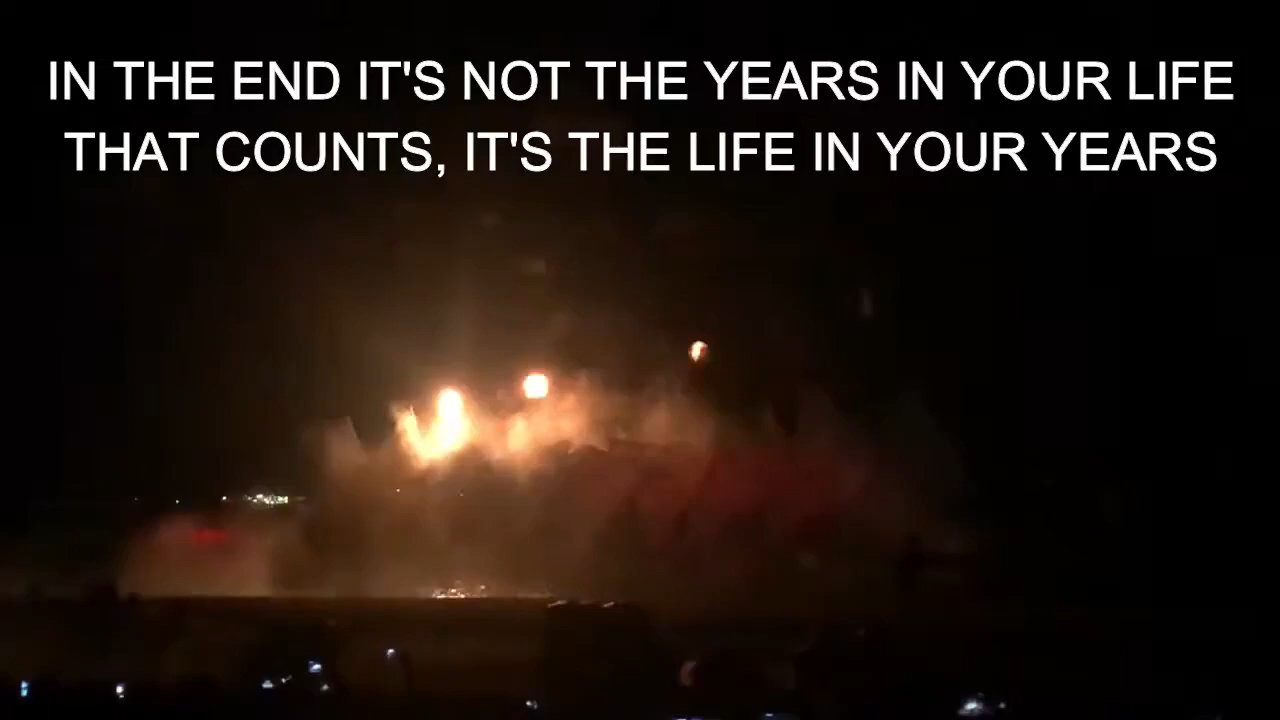 IN THE END IT'S NOT THE YEARS IN YOUR LIFE
THAT COUNTS, IT'S THE LIFE IN YOUR YEARS